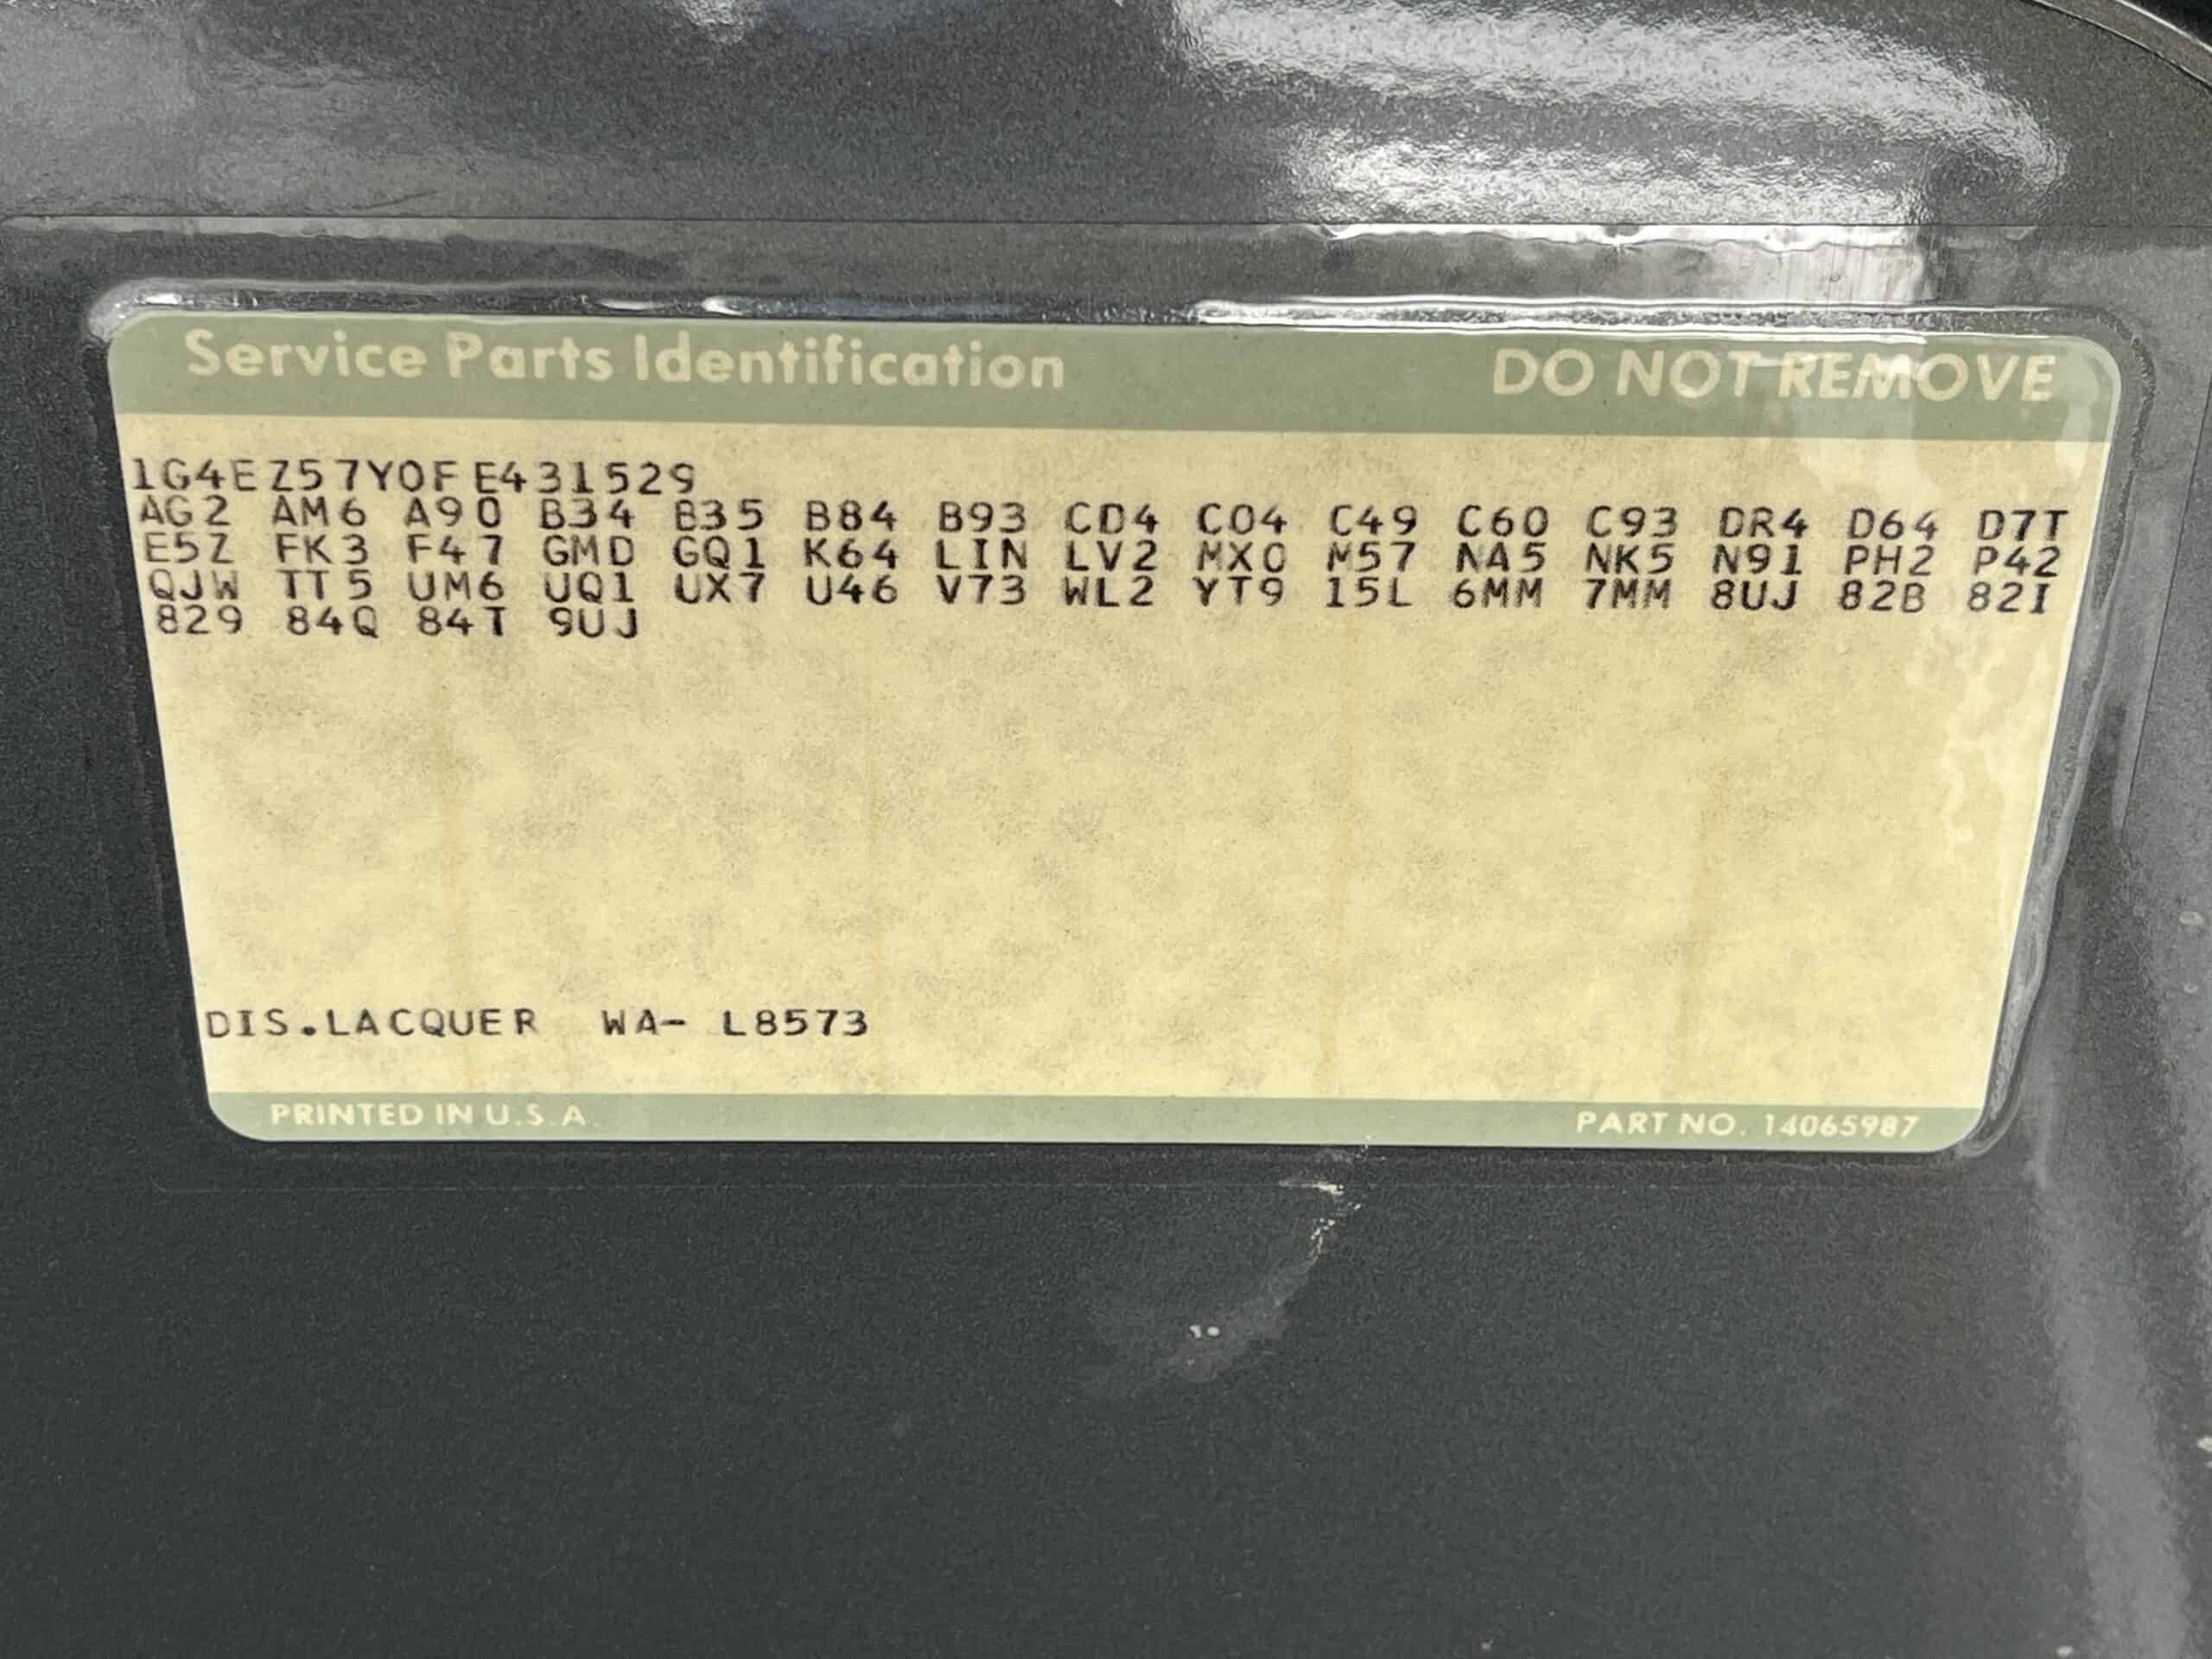 Service Parts Identification DO NOT REMOVE
1G4EZ57Y0FE431529
AG2 AM6 A90 B34 B35 B84 B93 CD4 C04 C49 C60 C93 DR4 D64 D7T
E5Z FK3 F47 GMD GQ1 K64 LIN LV2 MX0 M57 NA5 NK5 N91 PH2 P42
QJW TT5 UM6 UQ1 UX7 U46 V73 WL2 YT9 15L 6MM 7MM 8UJ 82B 82I
829 84Q 84T 9UJ
DIS.LACQUER WA- L8573
PRINTED IN U.S.A. PART NO. 14065987